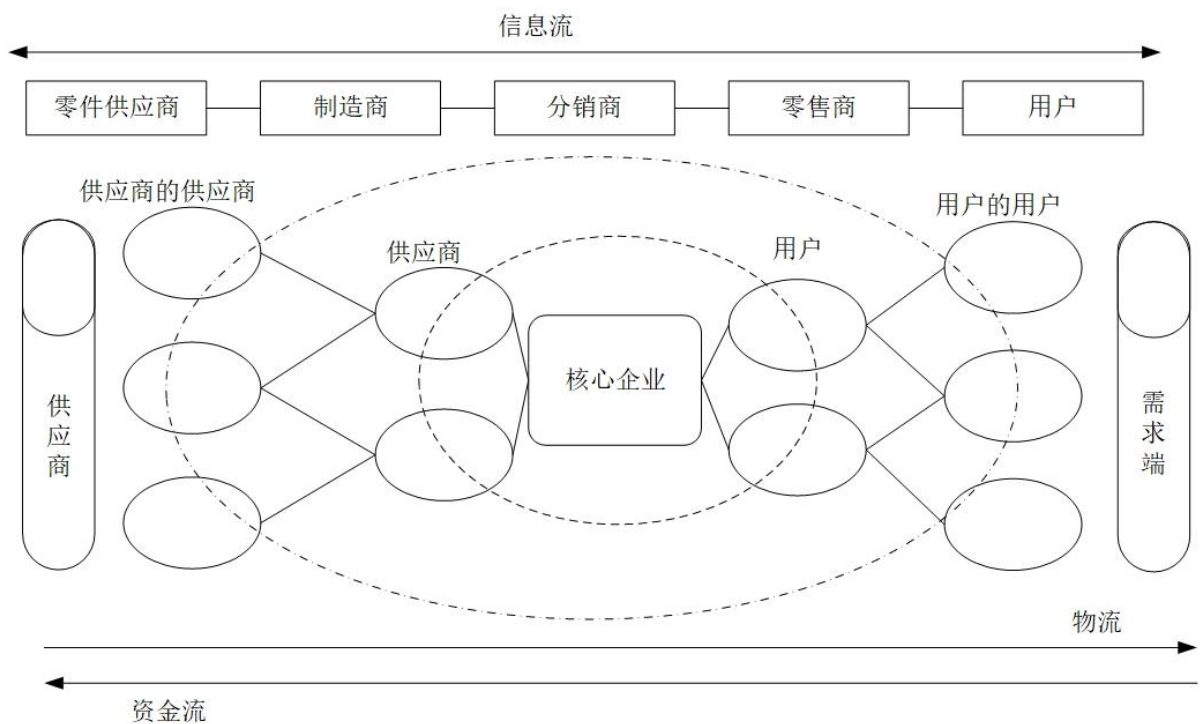 信息流
零件供应商
制造商
分销商
零售商
用户
供应商的供应商
供应商
用户
用户的用户
核心企业
供应商
需求端
物流
资金流